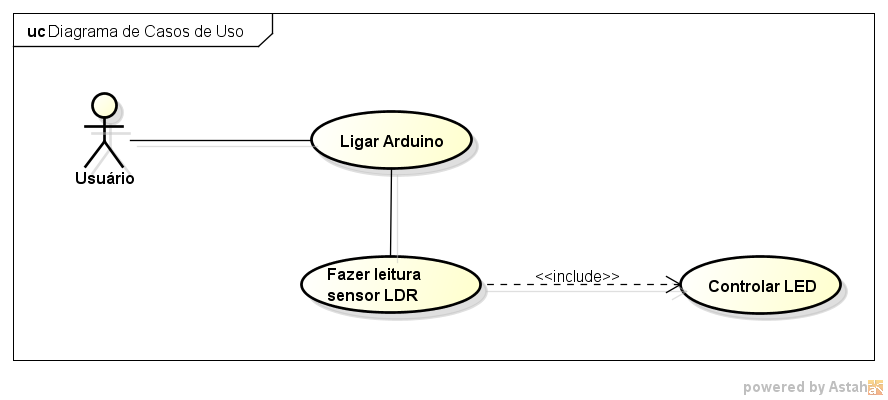 uc Diagrama de Casos de Uso
Ligar Arduino
Usuário
Fazer leitura
sensor LDR
<<include>>
Controlar LED
powered by Astah